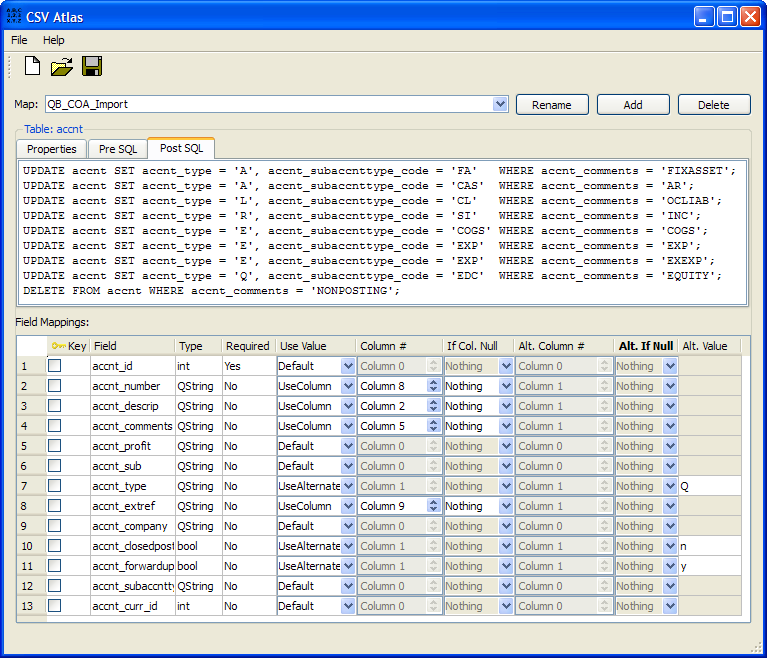 CSV Atlas
File Help
Map: QB_COA_Import Rename Add Delete
Table: accnt
Properties Pre SQL Post SQL
UPDATE accnt SET accnt_type = 'A', accnt_subaccnttype_code = 'FA'   WHERE accnt_comments = 'FIXASSET';
UPDATE accnt SET accnt_type = 'A', accnt_subaccnttype_code = 'CAS'  WHERE accnt_comments = 'AR';
UPDATE accnt SET accnt_type = 'L', accnt_subaccnttype_code = 'CL'   WHERE accnt_comments = 'OCLIAB';
UPDATE accnt SET accnt_type = 'R', accnt_subaccnttype_code = 'SI'   WHERE accnt_comments = 'INC';
UPDATE accnt SET accnt_type = 'E', accnt_subaccnttype_code = 'COGS' WHERE accnt_comments = 'COGS';
UPDATE accnt SET accnt_type = 'E', accnt_subaccnttype_code = 'EXP'  WHERE accnt_comments = 'EXP';
UPDATE accnt SET accnt_type = 'E', accnt_subaccnttype_code = 'EXP'  WHERE accnt_comments = 'EXEXP';
UPDATE accnt SET accnt_type = 'Q', accnt_subaccnttype_code = 'EDC'  WHERE accnt_comments = 'EQUITY';
DELETE FROM accnt WHERE accnt_comments = 'NONPOSTING';
Field Mappings:
Key Field Type Required Use Value Column # If Col. Null Alt. Column # Alt. If Null Alt. Value
1 accnt_id int Yes Default Column 0 Nothing Column 0 Nothing
2 accnt_number QString No UseColumn Column 8 Nothing Column 1 Nothing
3 accnt_descrip QString No UseColumn Column 2 Nothing Column 1 Nothing
4 accnt_comments QString No UseColumn Column 5 Nothing Column 1 Nothing
5 accnt_profit QString No Default Column 0 Nothing Column 0 Nothing
6 accnt_sub QString No Default Column 0 Nothing Column 0 Nothing
7 accnt_type QString No UseAlternate Column 1 Nothing Column 1 Nothing Q
8 accnt_extref QString No UseColumn Column 9 Nothing Column 1 Nothing
9 accnt_company QString No Default Column 0 Nothing Column 0 Nothing
10 accnt_closedpost bool No UseAlternate Column 1 Nothing Column 1 Nothing n
11 accnt_forwardup bool No UseAlternate Column 1 Nothing Column 1 Nothing y
12 accnt_subaccntty QString No Default Column 0 Nothing Column 0 Nothing
13 accnt_curr_id int No Default Column 0 Nothing Column 0 Nothing